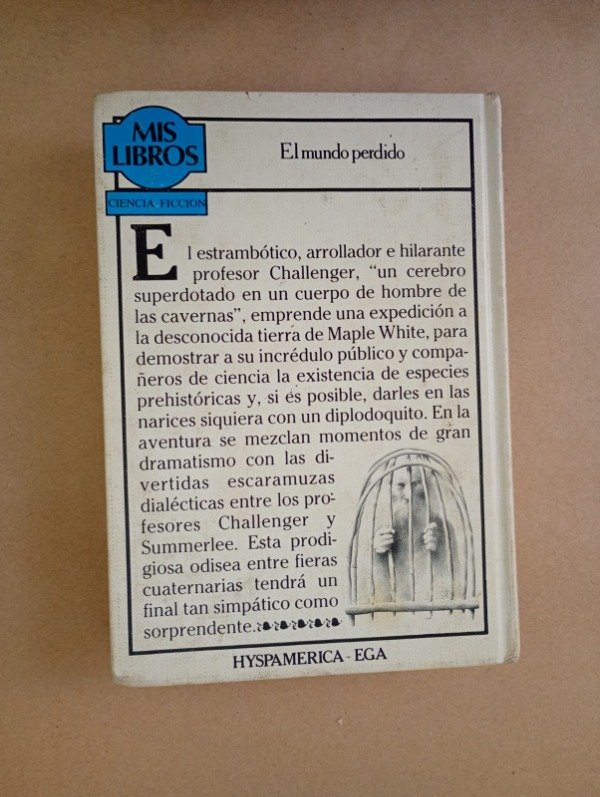 MIS
LIBROS
CIENCIA FICCION
El mundo perdido
El estrambótico, arrollador e hilarante
profesor Challenger, “un cerebro
superdotado en un cuerpo de hombre de
las cavernas”, emprende una expedición a
la desconocida tierra de Maple White, para
demostrar a su incrédulo público y compa-
ñeros de ciencia la existencia de especies
prehistóricas y, si és posible, darles en las
narices siquiera con un diplodoquito. En la
aventura se mezclan momentos de gran
dramatismo con las di-
vertidas escaramuzas
dialécticas entre los pro-
fesores Challenger y
Summerlee. Esta prodi-
giosa odisea entre fieras
cuaternarias tendrá un
final tan simpático como
sorprendente.
HYSPAMERICA · EGA